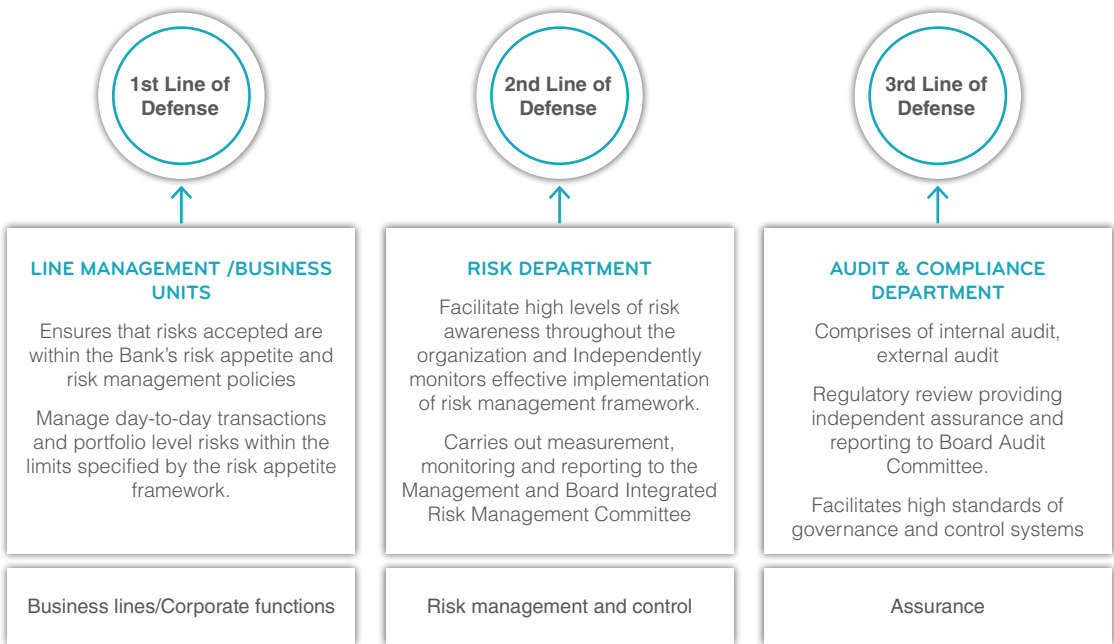 1st Line of
Defense
2nd Line of
Defense
3rd Line of
Defense
LINE MANAGEMENT /BUSINESS
UNITS
Ensures that risks accepted are
within the Bank's risk appetite and
risk management policies
Manage day-to-day transactions
and portfolio level risks within the
limits specified by the risk appetite
framework.
Business lines/Corporate functions
RISK DEPARTMENT
Facilitate high levels of risk
awareness throughout the
organization and Independently
monitors effective implementation
of risk management framework.
Carries out measurement,
monitoring and reporting to the
Management and Board Integrated
Risk Management Committee
Risk management and control
AUDIT & COMPLIANCE
DEPARTMENT
Comprises of internal audit,
external audit
Regulatory review providing
independent assurance and
reporting to Board Audit
Committee.
Facilitates high standards of
governance and control systems
Assurance